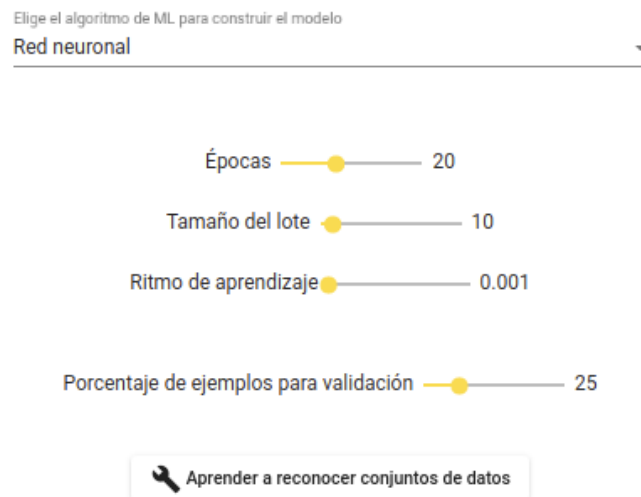 Elige el algoritmo de ML para construir el modelo
Red neuronal
Épocas 20
Tamaño del lote 10
Ritmo de aprendizaje 0.001
Porcentaje de ejemplos para validación 25
Aprender a reconocer conjuntos de datos